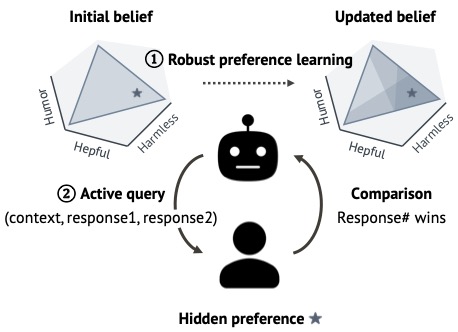 Initial belief
Updated belief
① Robust preference learning
Humor
Hepful
Harmless
Humor
Hepful
Harmless
② Active query
(context, response1, response2)
Comparison
Response# wins
Hidden preference ★